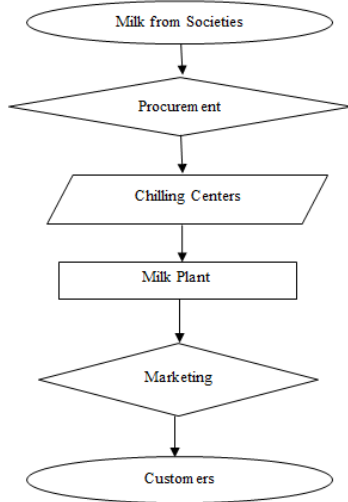 Milk from Societies
Procurement
Chilling Centers
Milk Plant
Marketing
Customers